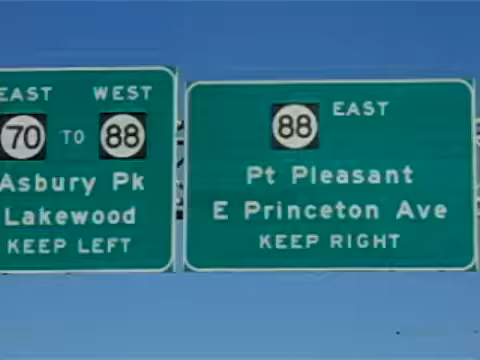 EAST WEST
70 TO 88
Asbury Pk
Lakewood
KEEP LEFT
88 EAST
Pt Pleasant
E Princeton Ave
KEEP RIGHT